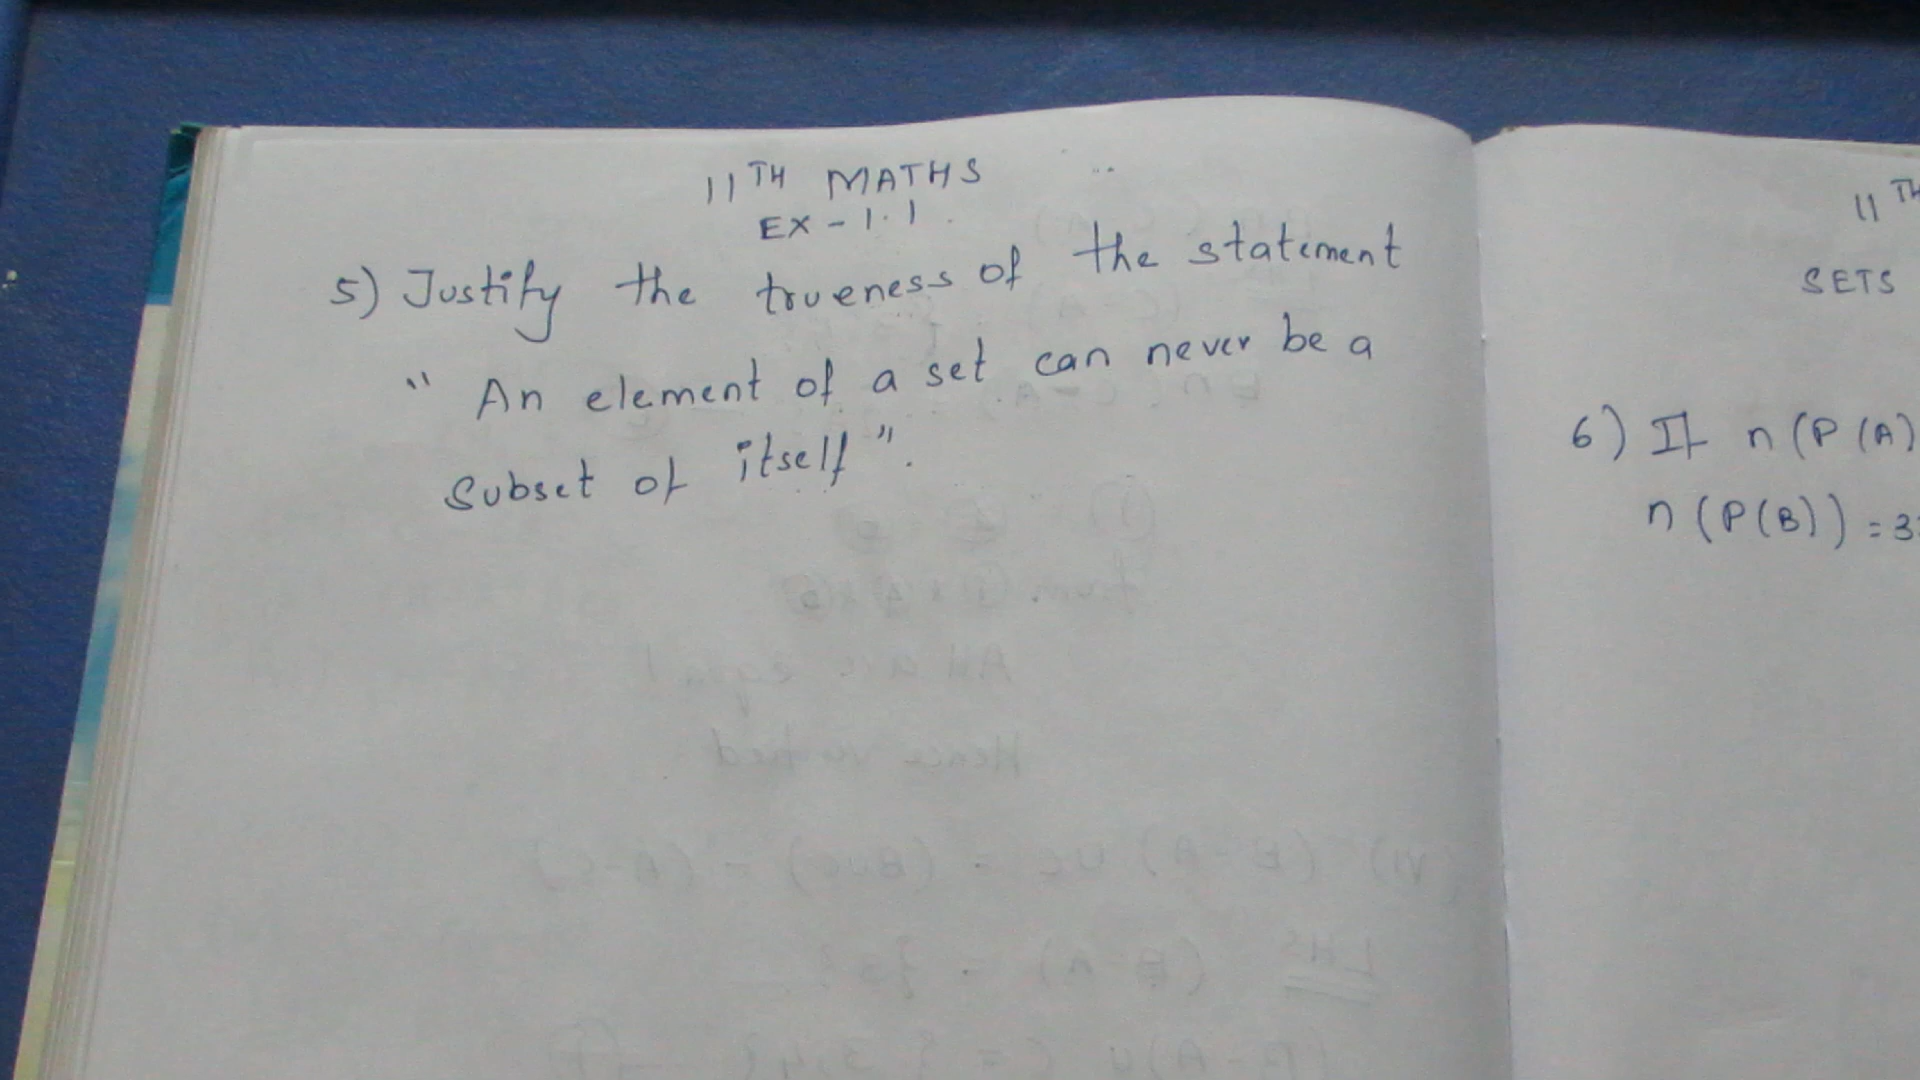 11TH MATHS
EX - 1.1
5) Justify the trueness of the statement
" An element of a set can never be a
Subset of itself ".
11 TH
SETS
6) If n (P (A)
n (P(B)) = 3